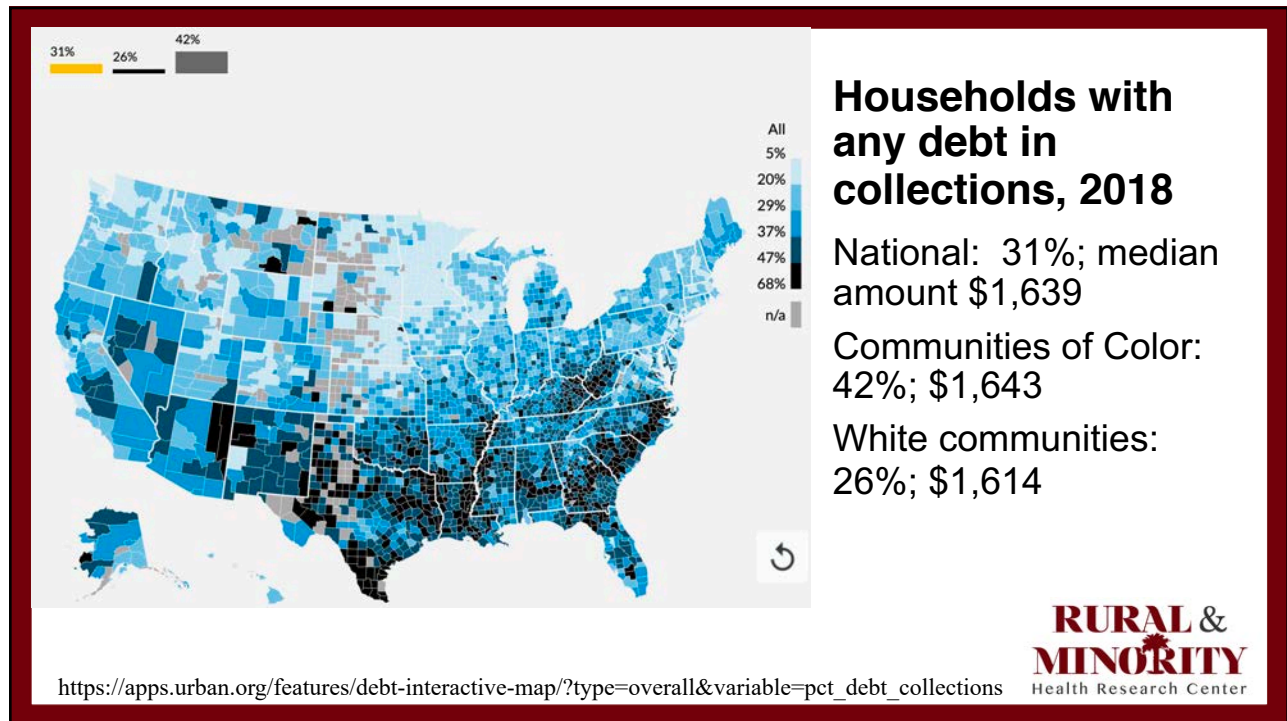 31%
26%
42%
All
5%
20%
29%
37%
47%
68%
n/a
Households with
any debt in
collections, 2018
National:  31%; median
amount $1,639
Communities of Color:
42%; $1,643
White communities:
26%; $1,614
https://apps.urban.org/features/debt-interactive-map/?type=overall&variable=pct_debt_collections
RURAL &
MINORITY
Health Research Center